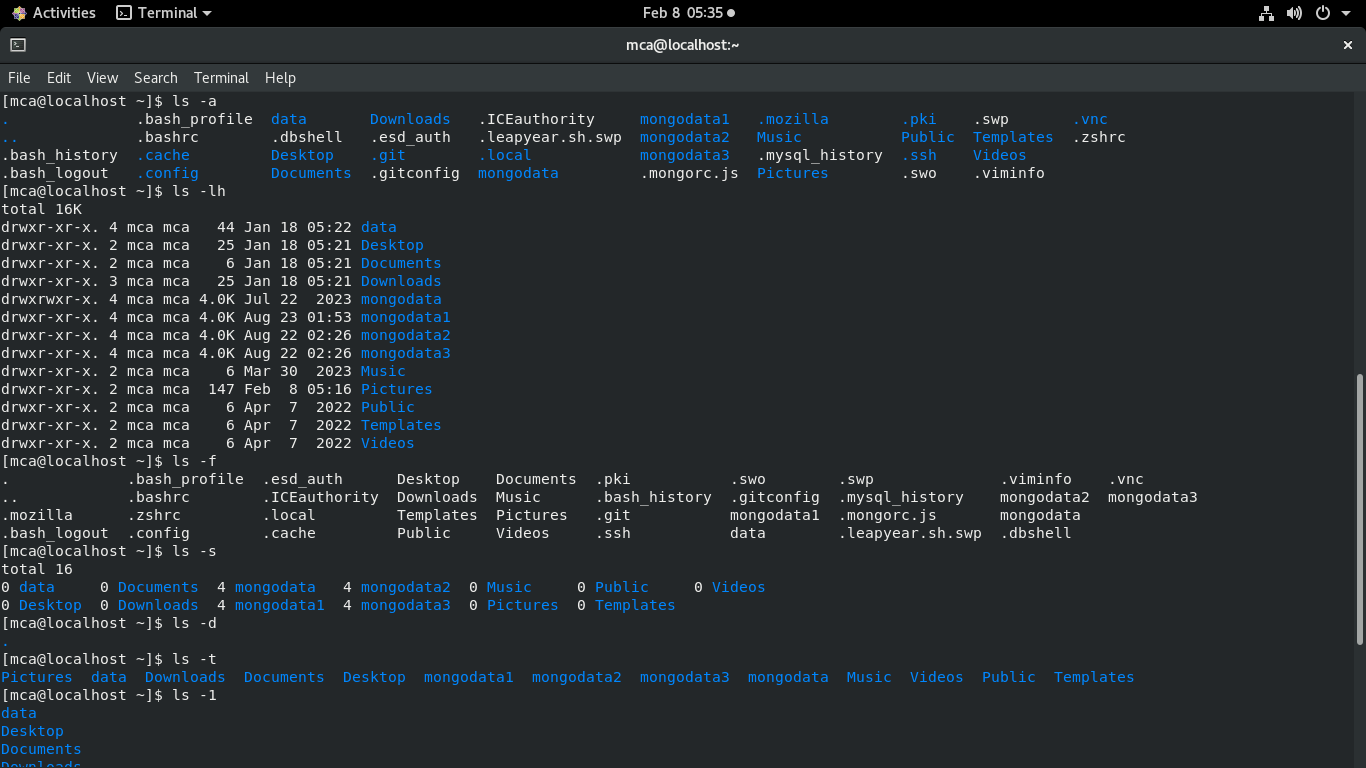 Activities Terminal Feb 8 05:35
mca@localhost:~
File Edit View Search Terminal Help
[mca@localhost ~]$ ls -a
. .bash_profile data Downloads .ICEauthority mongodata1 .mozilla .pki .swp .vnc
.. .bashrc .dbshell .esd_auth .leapyear.sh.swp mongodata2 Music Public Templates .zshrc
.bash_history .cache Desktop .git .local mongodata3 .mysql_history .ssh Videos
.bash_logout .config Documents .gitconfig mongodata .mongorc.js Pictures .swo .viminfo
[mca@localhost ~]$ ls -lh
total 16K
drwxr-xr-x. 4 mca mca 44 Jan 18 05:22 data
drwxr-xr-x. 2 mca mca 25 Jan 18 05:21 Desktop
drwxr-xr-x. 2 mca mca 6 Jan 18 05:21 Documents
drwxr-xr-x. 3 mca mca 25 Jan 18 05:21 Downloads
drwxrwxr-x. 4 mca mca 4.0K Jul 22 2023 mongodata
drwxr-xr-x. 4 mca mca 4.0K Aug 23 01:53 mongodata1
drwxr-xr-x. 4 mca mca 4.0K Aug 22 02:26 mongodata2
drwxr-xr-x. 4 mca mca 4.0K Aug 22 02:26 mongodata3
drwxr-xr-x. 2 mca mca 6 Mar 30 2023 Music
drwxr-xr-x. 2 mca mca 147 Feb 8 05:16 Pictures
drwxr-xr-x. 2 mca mca 6 Apr 7 2022 Public
drwxr-xr-x. 2 mca mca 6 Apr 7 2022 Templates
drwxr-xr-x. 2 mca mca 6 Apr 7 2022 Videos
[mca@localhost ~]$ ls -f
. .bash_profile .esd_auth Desktop Documents .pki .swo .swp .viminfo .vnc
.. .bashrc .ICEauthority Downloads Music .bash_history .gitconfig .mysql_history mongodata2 mongodata3
.mozilla .zshrc .local Templates Pictures .git mongodata1 .mongorc.js mongodata
.bash_logout .config .cache Public Videos .ssh data .leapyear.sh.swp .dbshell
[mca@localhost ~]$ ls -s
total 16
0 data 0 Documents 4 mongodata 4 mongodata2 0 Music 0 Public 0 Videos
0 Desktop 0 Downloads 4 mongodata1 4 mongodata3 0 Pictures 0 Templates
[mca@localhost ~]$ ls -d
.
[mca@localhost ~]$ ls -t
Pictures data Downloads Documents Desktop mongodata1 mongodata2 mongodata3 mongodata Music Videos Public Templates
[mca@localhost ~]$ ls -1
data
Desktop
Documents
Downloads